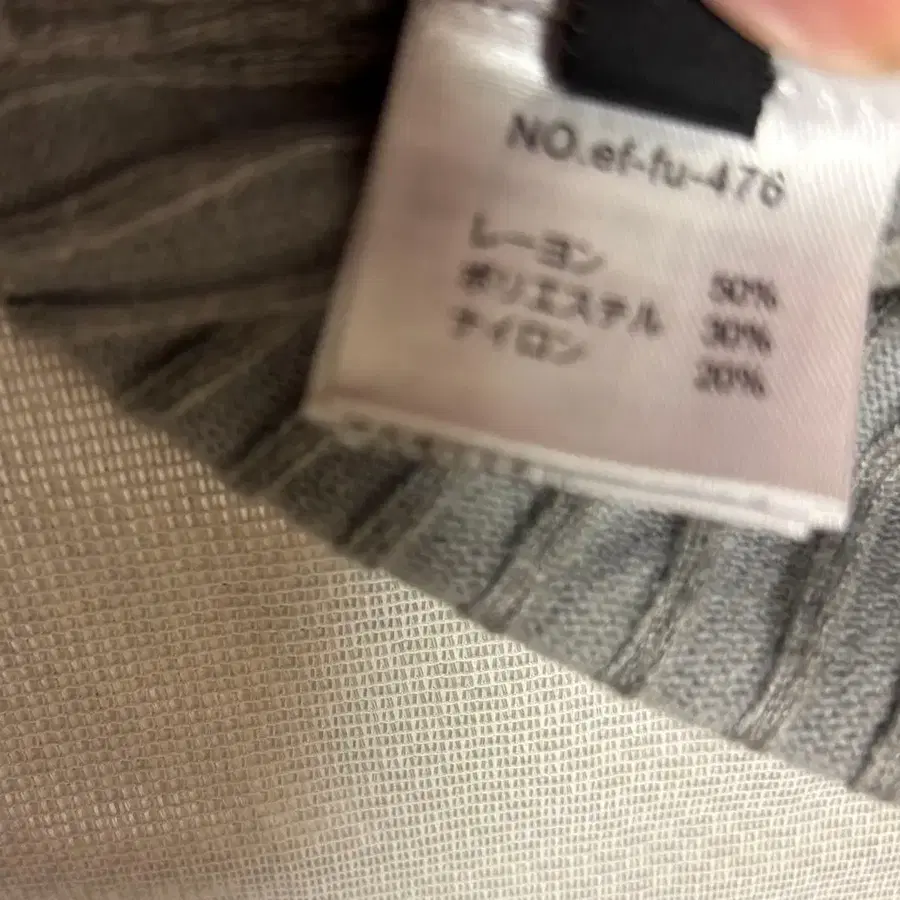 NO.ef-fu-476
レーヨン 50%
ポリエステル 30%
ナイロン 20%